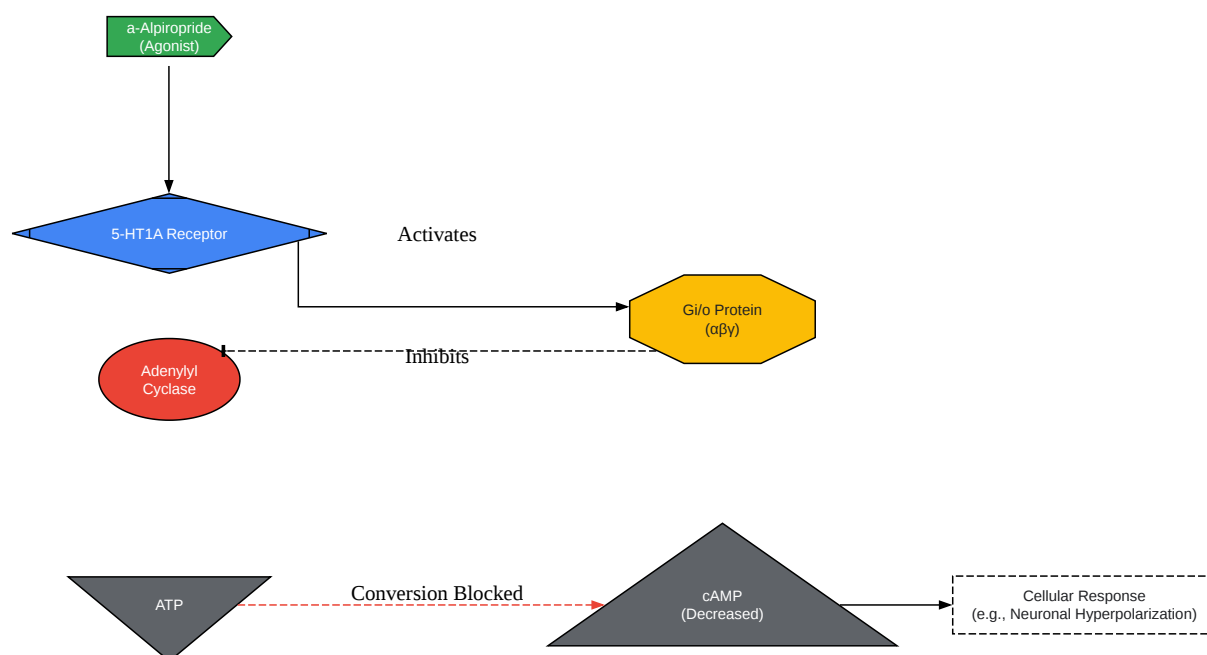 a-Alpiropride
(Agonist)
5-HT1A Receptor
Activates
Gi/o Protein
(αβγ)
Inhibits
Adenylyl
Cyclase
ATP
Conversion Blocked
cAMP
(Decreased)
Cellular Response
(e.g., Neuronal Hyperpolarization)